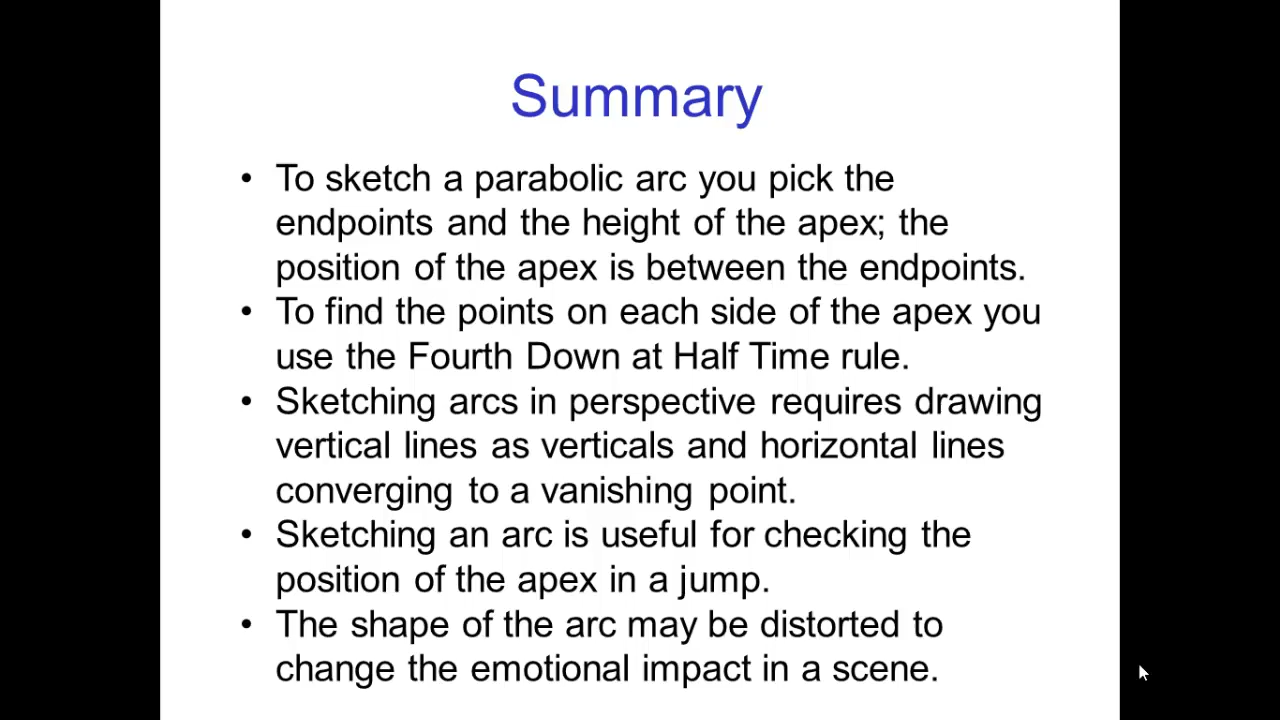 Summary
• To sketch a parabolic arc you pick the
endpoints and the height of the apex; the
position of the apex is between the endpoints.
• To find the points on each side of the apex you
use the Fourth Down at Half Time rule.
• Sketching arcs in perspective requires drawing
vertical lines as verticals and horizontal lines
converging to a vanishing point.
• Sketching an arc is useful for checking the
position of the apex in a jump.
• The shape of the arc may be distorted to
change the emotional impact in a scene.